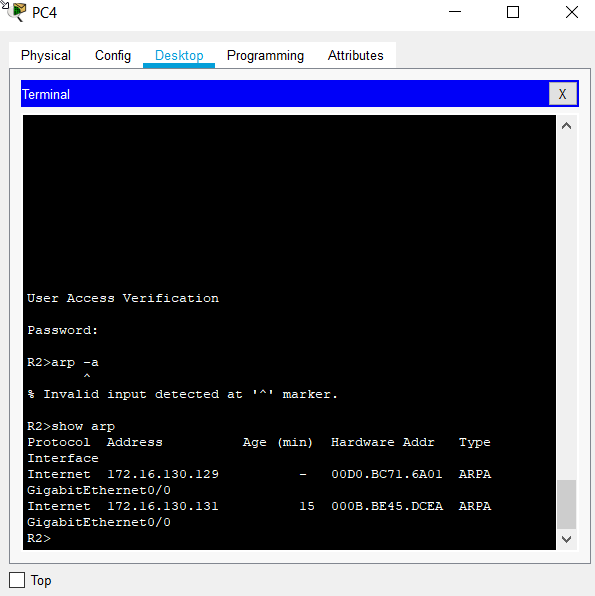 PC4
Physical Config Desktop Programming Attributes
Terminal X
User Access Verification
Password:
R2>arp -a
^
% Invalid input detected at '^' marker.
R2>show arp
Protocol  Address          Age (min)  Hardware Addr   Type
Interface
Internet  172.16.130.129          -   00D0.BC71.6A01  ARPA
GigabitEthernet0/0
Internet  172.16.130.131          15  000B.BE45.DCEA  ARPA
GigabitEthernet0/0
R2>
Top